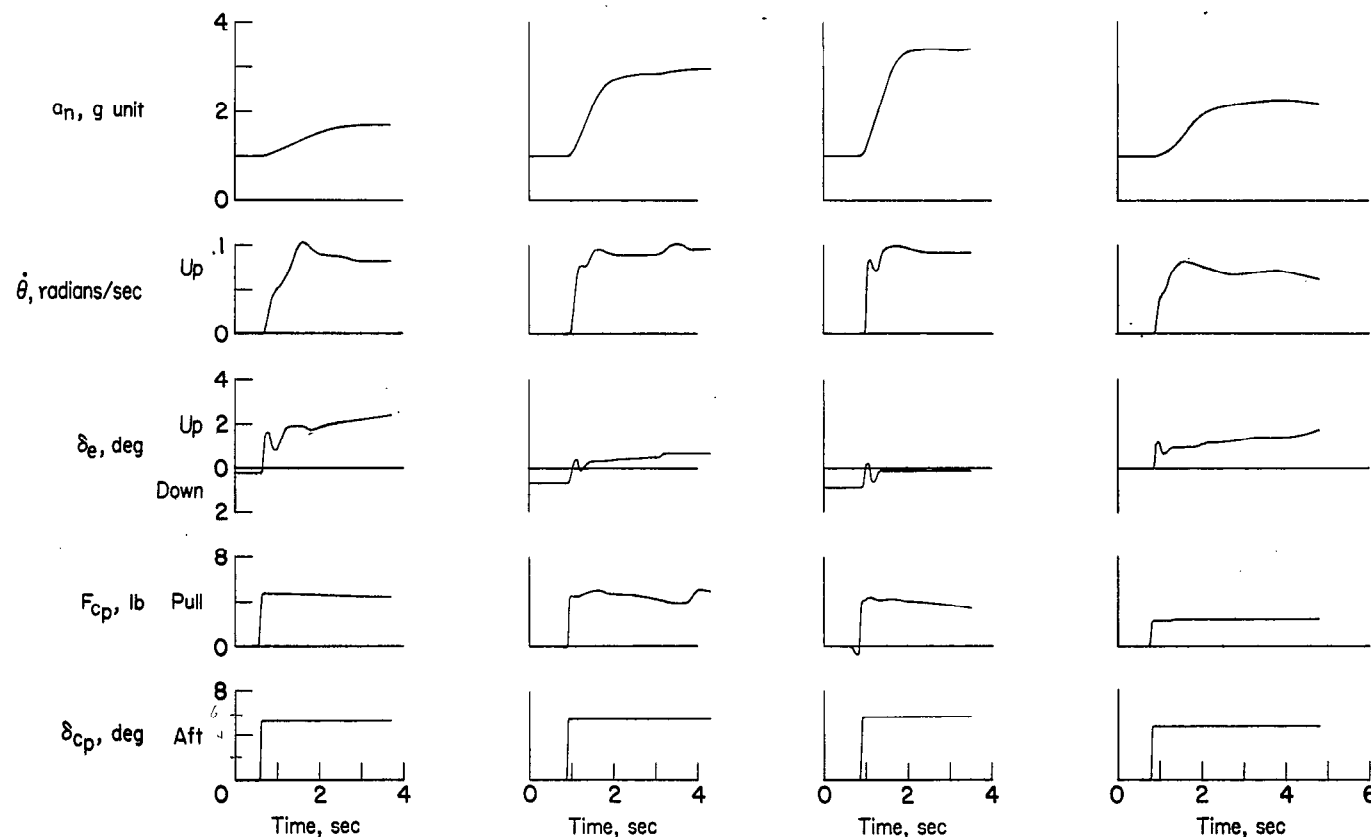 4
a_n, g unit
2
0
.1
Up
θ̇, radians/sec
0
4
Up 2
δ_e, deg
0
Down
2
8
F_cp, lb Pull 4
0
8
6
δ_cp, deg Aft
0 2 4 0 2 4 0 2 4 0 2 4 6
Time, sec Time, sec Time, sec Time, sec